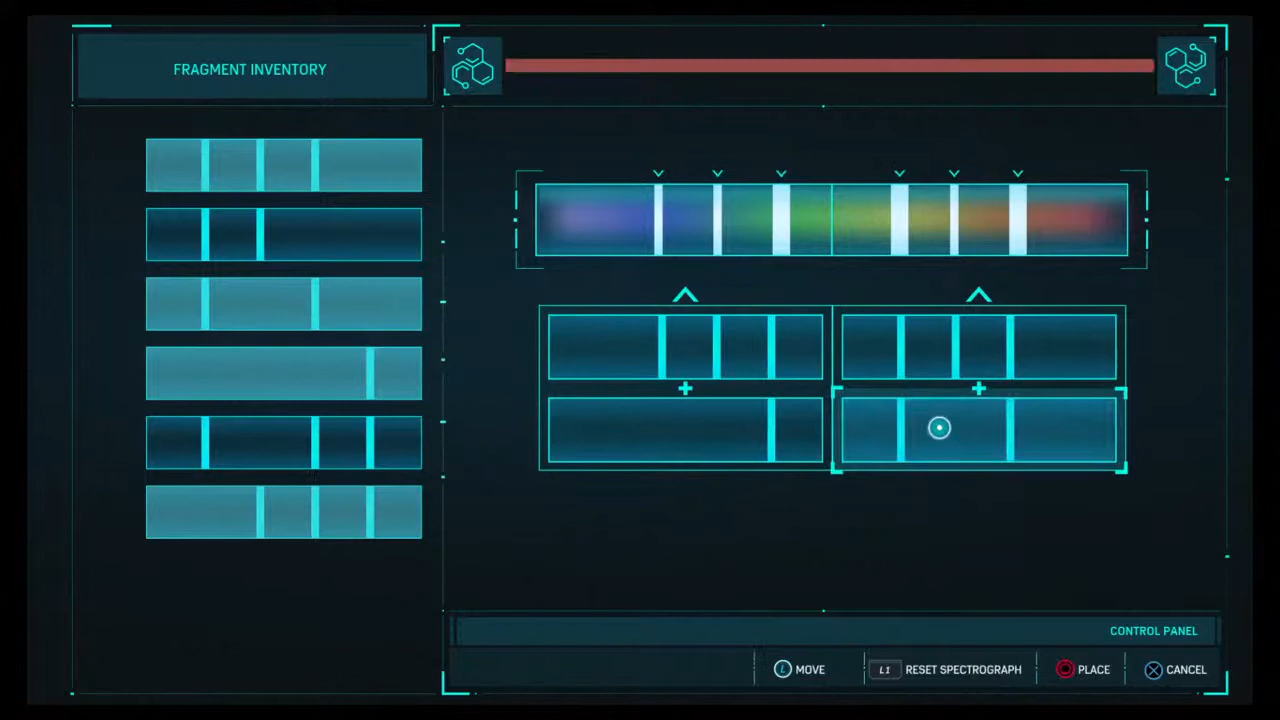 FRAGMENT INVENTORY
CONTROL PANEL
L MOVE
L1 RESET SPECTROGRAPH
PLACE
CANCEL